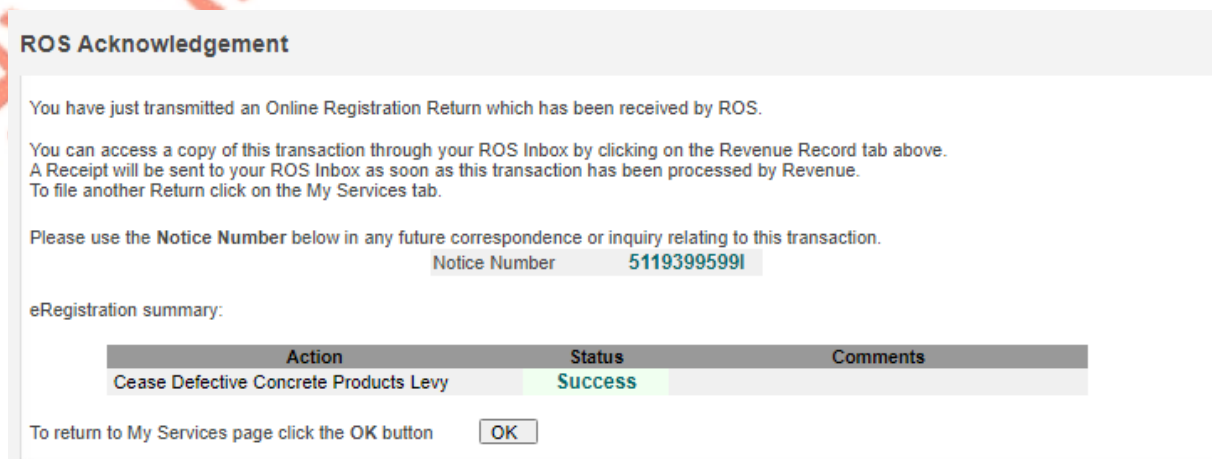 ROS Acknowledgement
You have just transmitted an Online Registration Return which has been received by ROS.
You can access a copy of this transaction through your ROS Inbox by clicking on the Revenue Record tab above.
A Receipt will be sent to your ROS Inbox as soon as this transaction has been processed by Revenue.
To file another Return click on the My Services tab.
Please use the Notice Number below in any future correspondence or inquiry relating to this transaction.
Notice Number 5119399599I
eRegistration summary:
Action Status Comments
Cease Defective Concrete Products Levy Success
To return to My Services page click the OK button OK